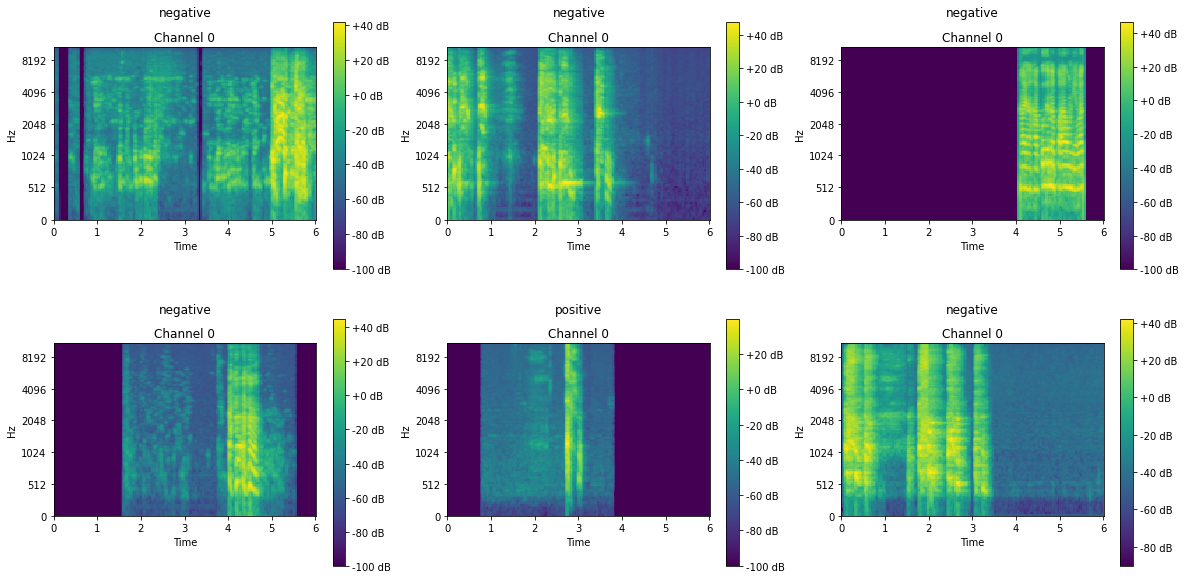 negative
Channel 0
8192
4096
2048
1024
512
0
Hz
0 1 2 3 4 5 6
Time
+40 dB
+20 dB
+0 dB
-20 dB
-40 dB
-60 dB
-80 dB
-100 dB
negative
Channel 0
8192
4096
2048
1024
512
0
Hz
0 1 2 3 4 5 6
Time
+40 dB
+20 dB
+0 dB
-20 dB
-40 dB
-60 dB
-80 dB
-100 dB
negative
Channel 0
8192
4096
2048
1024
512
0
Hz
0 1 2 3 4 5 6
Time
+40 dB
+20 dB
+0 dB
-20 dB
-40 dB
-60 dB
-80 dB
-100 dB
negative
Channel 0
8192
4096
2048
1024
512
0
Hz
0 1 2 3 4 5 6
Time
+40 dB
+20 dB
+0 dB
-20 dB
-40 dB
-60 dB
-80 dB
-100 dB
positive
Channel 0
8192
4096
2048
1024
512
0
Hz
0 1 2 3 4 5 6
Time
+20 dB
+0 dB
-20 dB
-40 dB
-60 dB
-80 dB
-100 dB
negative
Channel 0
8192
4096
2048
1024
512
0
Hz
0 1 2 3 4 5 6
Time
+40 dB
+20 dB
+0 dB
-20 dB
-40 dB
-60 dB
-80 dB